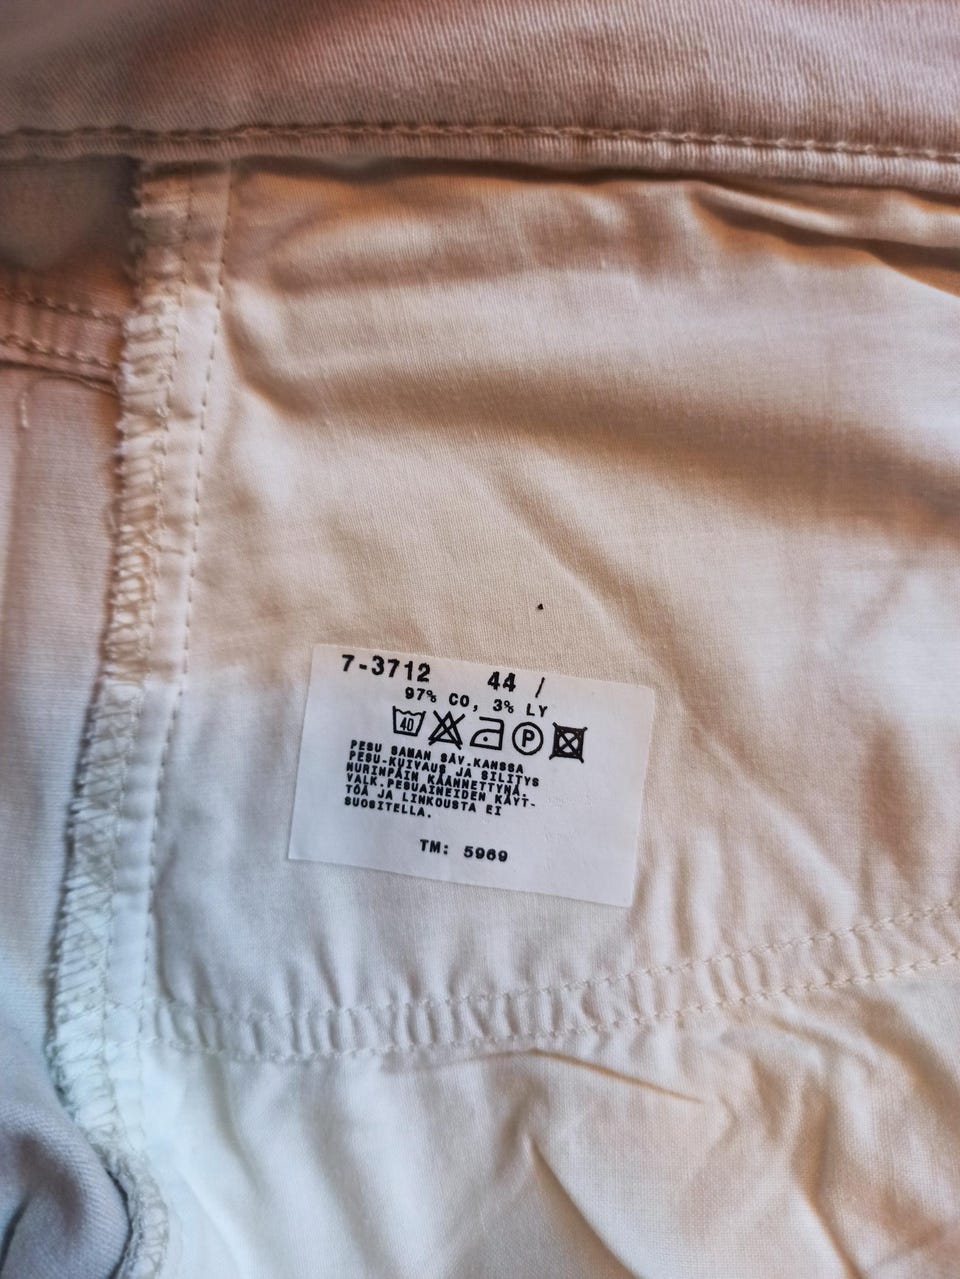 7-3712 44 /
97% CO, 3% LY
40 P
PESU SAMAN SÄV.KANSSA
PESU-KUIVAUS JA SILITYS
NURINPÄIN KÄÄNNETTYNÄ.
VALK.PESUAINEIDEN KÄYT-
TÖÄ JA LINKOUSTA EI
SUOSITELLA.
TM: 5969